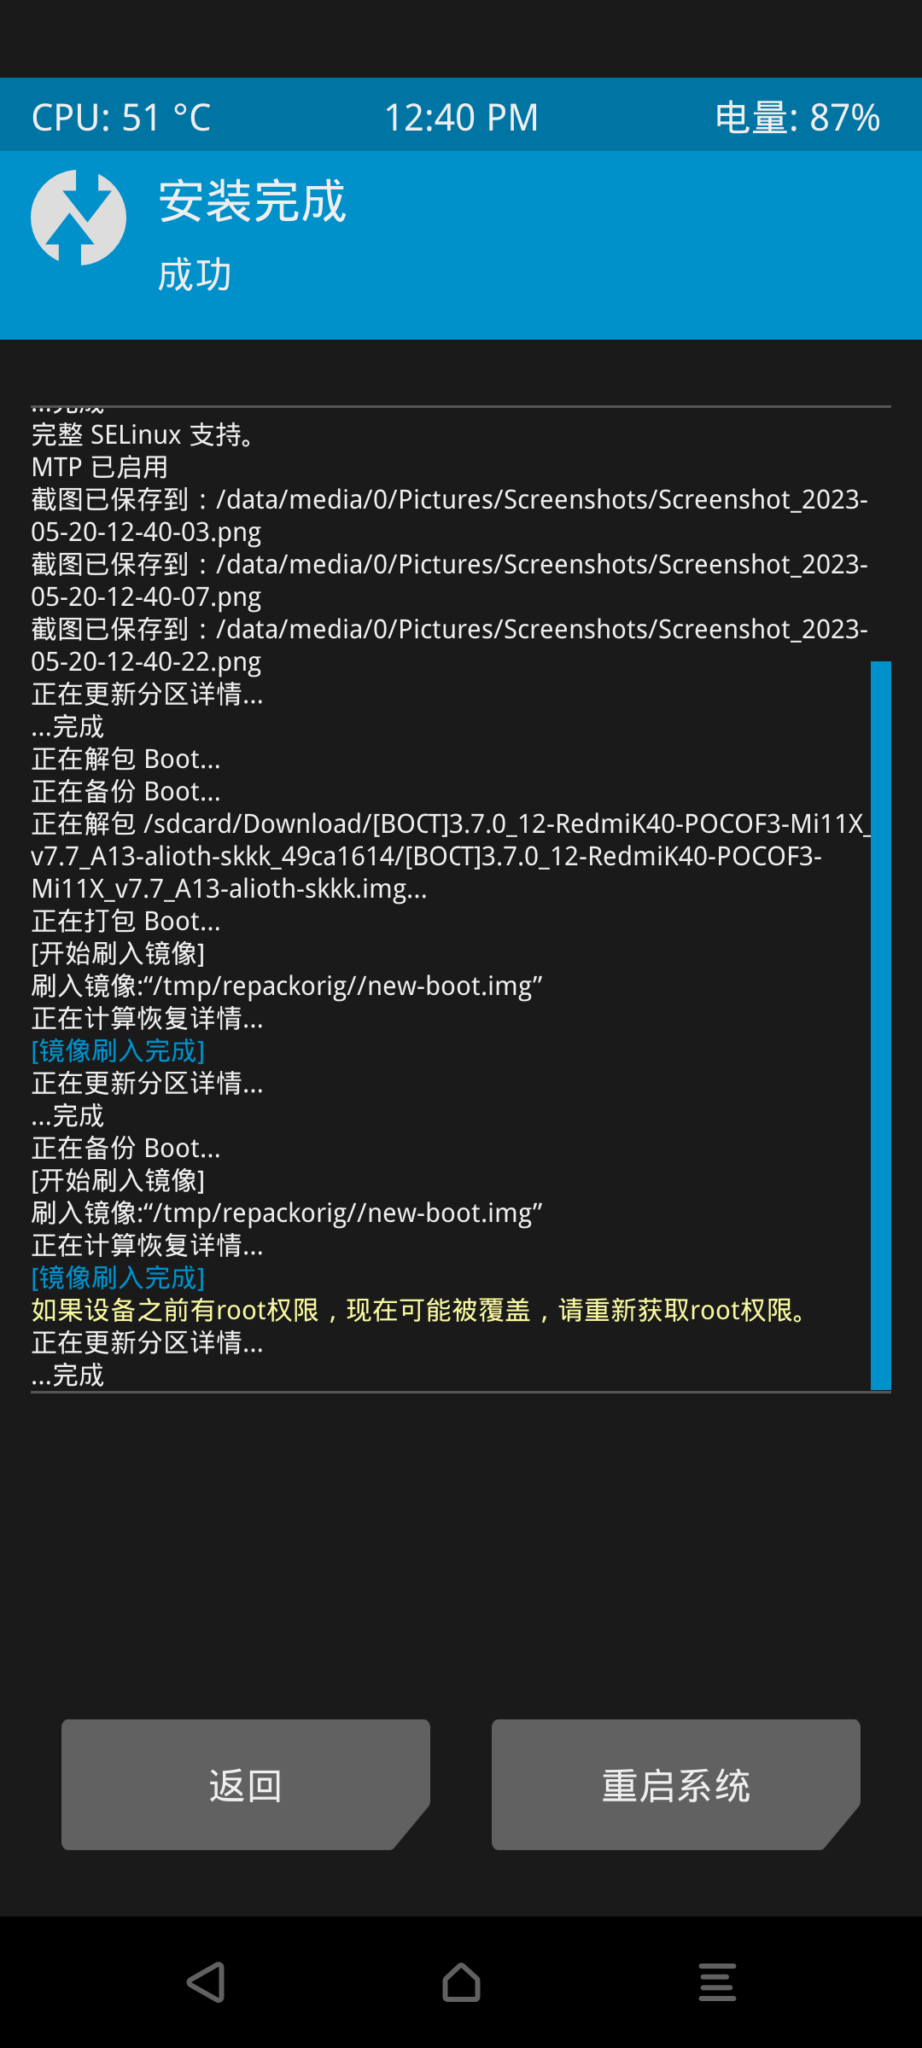 CPU: 51 °C
12:40 PM
电量: 87%
安装完成
成功
...完成
完整 SELinux 支持。
MTP 已启用
截图已保存到：/data/media/0/Pictures/Screenshots/Screenshot_2023-
05-20-12-40-03.png
截图已保存到：/data/media/0/Pictures/Screenshots/Screenshot_2023-
05-20-12-40-07.png
截图已保存到：/data/media/0/Pictures/Screenshots/Screenshot_2023-
05-20-12-40-22.png
正在更新分区详情...
...完成
正在解包 Boot...
正在备份 Boot...
正在解包 /sdcard/Download/[BOCT]3.7.0_12-RedmiK40-POCOF3-Mi11X_
v7.7_A13-alioth-skkk_49ca1614/[BOCT]3.7.0_12-RedmiK40-POCOF3-
Mi11X_v7.7_A13-alioth-skkk.img...
正在打包 Boot...
[开始刷入镜像]
刷入镜像:“/tmp/repackorig//new-boot.img”
正在计算恢复详情...
[镜像刷入完成]
正在更新分区详情...
...完成
正在备份 Boot...
[开始刷入镜像]
刷入镜像:“/tmp/repackorig//new-boot.img”
正在计算恢复详情...
[镜像刷入完成]
如果设备之前有root权限，现在可能被覆盖，请重新获取root权限。
正在更新分区详情...
...完成
返回
重启系统